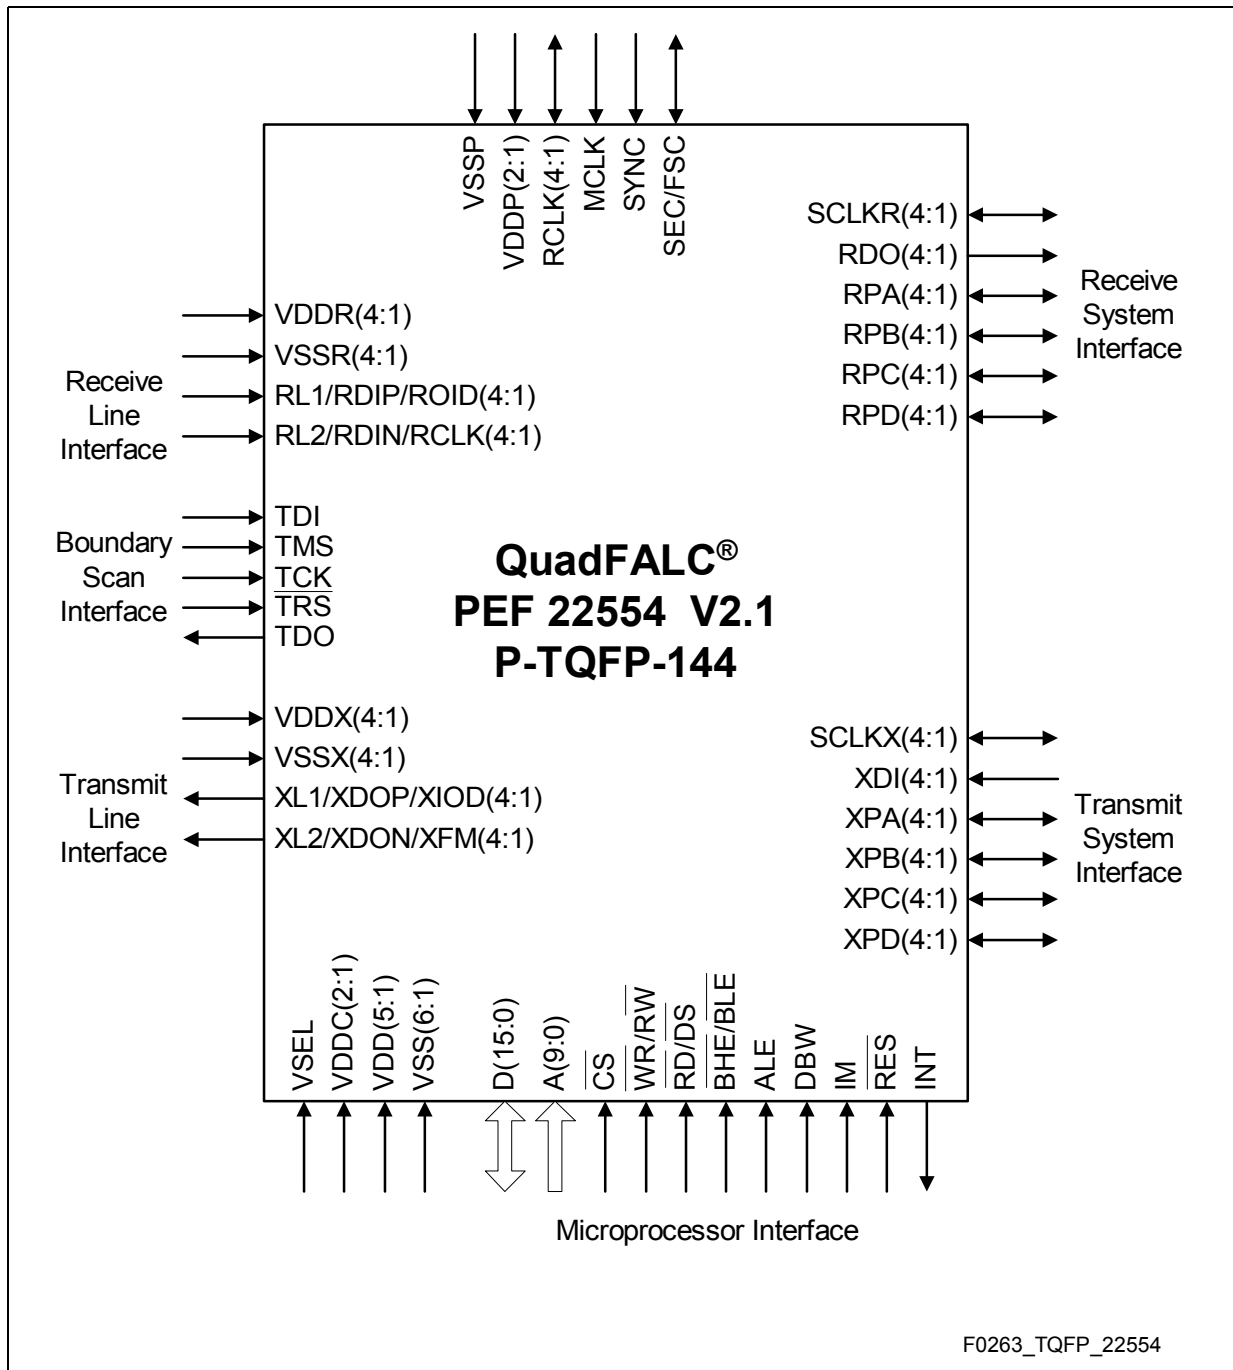 VSSP
VDDP(2:1)
RCLK(4:1)
MCLK
SYNC
SEC/FSC
VDDR(4:1)
VSSR(4:1)
RL1/RDIP/ROID(4:1)
RL2/RDIN/RCLK(4:1)
Receive
Line
Interface
TDI
TMS
TCK
TRS
TDO
Boundary
Scan
Interface
VDDX(4:1)
VSSX(4:1)
XL1/XDOP/XIOD(4:1)
XL2/XDON/XFM(4:1)
Transmit
Line
Interface
QuadFALC®
PEF 22554 V2.1
P-TQFP-144
SCLKR(4:1)
RDO(4:1)
RPA(4:1)
RPB(4:1)
RPC(4:1)
RPD(4:1)
Receive
System
Interface
SCLKX(4:1)
XDI(4:1)
XPA(4:1)
XPB(4:1)
XPC(4:1)
XPD(4:1)
Transmit
System
Interface
VSEL
VDDC(2:1)
VDD(5:1)
VSS(6:1)
D(15:0)
A(9:0)
CS
WR/RW
RD/DS
BHE/BLE
ALE
DBW
IM
RES
INT
Microprocessor Interface
F0263_TQFP_22554